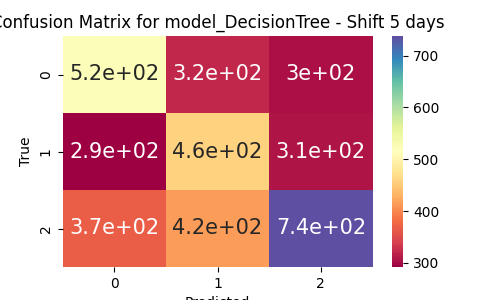 Confusion Matrix for model_DecisionTree - Shift 5 days
0 5.2e+02 3.2e+02 3e+02
1 2.9e+02 4.6e+02 3.1e+02
2 3.7e+02 4.2e+02 7.4e+02
True
0 1 2
Predicted
700
600
500
400
300